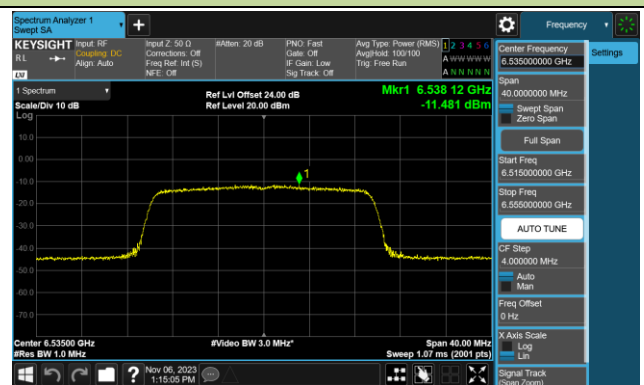 Spectrum Analyzer 1
Swept SA
+
Frequency
KEYSIGHT
Input: RF
Coupling: DC
Align: Auto
Input Z: 50 Ω
Corrections: Off
Freq Ref: Int (S)
NFE: Off
#Atten: 20 dB
PNO: Fast
Gate: Off
IF Gain: Low
Sig Track: Off
Avg Type: Power (RMS)
Avg|Hold: 100/100
Trig: Free Run
1 2 3 4 5 6
A W W W W W
A N N N N N
RL
LXI
1 Spectrum
Scale/Div 10 dB
Log
Ref Lvl Offset 24.00 dB
Ref Level 20.00 dBm
Mkr1 6.538 12 GHz
-11.481 dBm
10.0
0.00
-10.0
-20.0
-30.0
-40.0
-50.0
-60.0
-70.0
1
Center 6.53500 GHz
#Res BW 1.0 MHz
#Video BW 3.0 MHz*
Span 40.00 MHz
Sweep 1.07 ms (2001 pts)
Nov 06, 2023
1:15:05 PM
?
Center Frequency
6.535000000 GHz
Span
40.0000000 MHz
Swept Span
Zero Span
Full Span
Start Freq
6.515000000 GHz
Stop Freq
6.555000000 GHz
AUTO TUNE
CF Step
4.000000 MHz
Auto
Man
Freq Offset
0 Hz
X Axis Scale
Log
Lin
Signal Track
(Span Zoom)
Settings